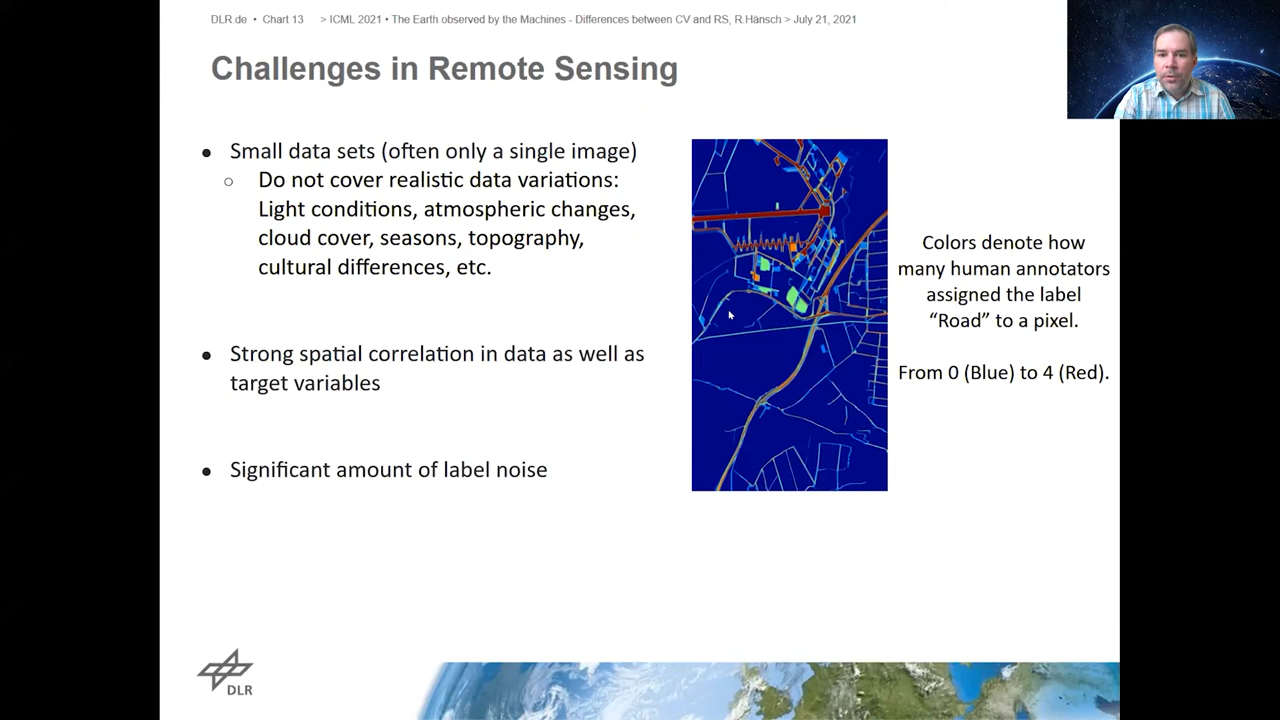 DLR.de • Chart 13 > ICML 2021 • The Earth observed by the Machines - Differences between CV and RS, R.Hänsch > July 21, 2021
Challenges in Remote Sensing
• Small data sets (often only a single image)
○ Do not cover realistic data variations:
Light conditions, atmospheric changes,
cloud cover, seasons, topography,
cultural differences, etc.
• Strong spatial correlation in data as well as
target variables
• Significant amount of label noise
Colors denote how
many human annotators
assigned the label
“Road” to a pixel.
From 0 (Blue) to 4 (Red).
DLR